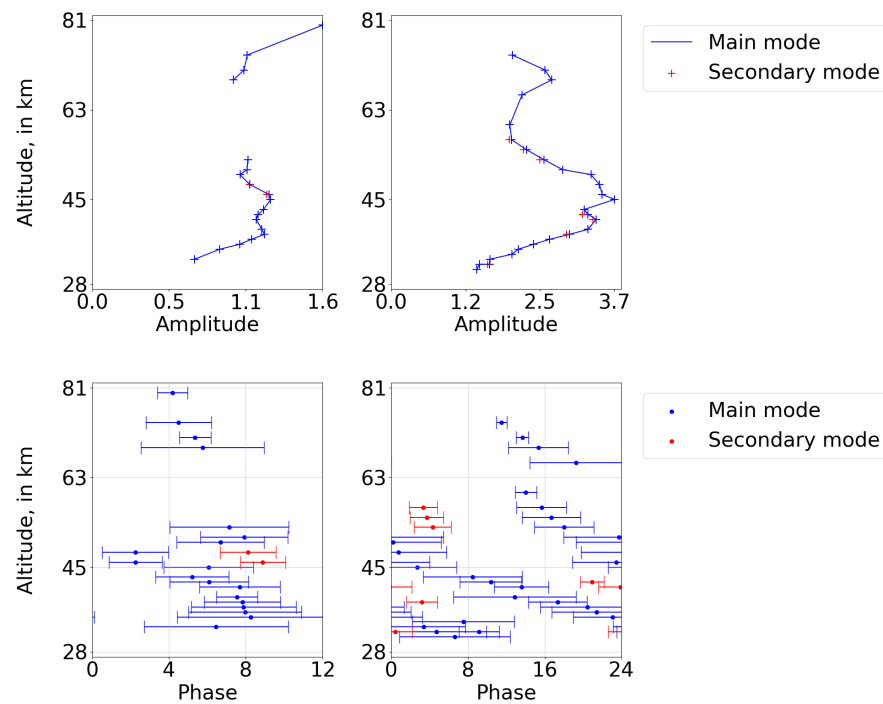 81
63
45
28
Altitude, in km
0.0 0.5 1.1 1.6
Amplitude
81
63
45
28
0.0 1.2 2.5 3.7
Amplitude
Main mode
Secondary mode
81
63
45
28
Altitude, in km
0 4 8 12
Phase
81
63
45
28
0 8 16 24
Phase
Main mode
Secondary mode